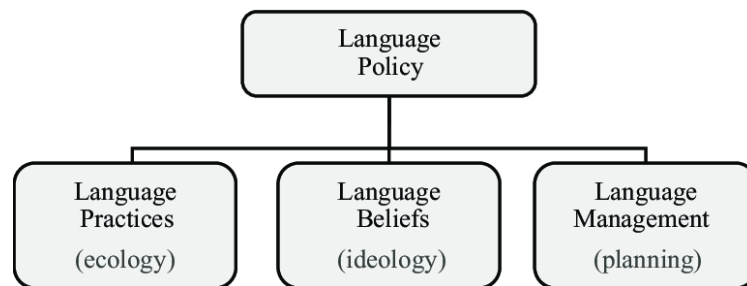 Language
Policy
Language
Practices
(ecology)
Language
Beliefs
(ideology)
Language
Management
(planning)